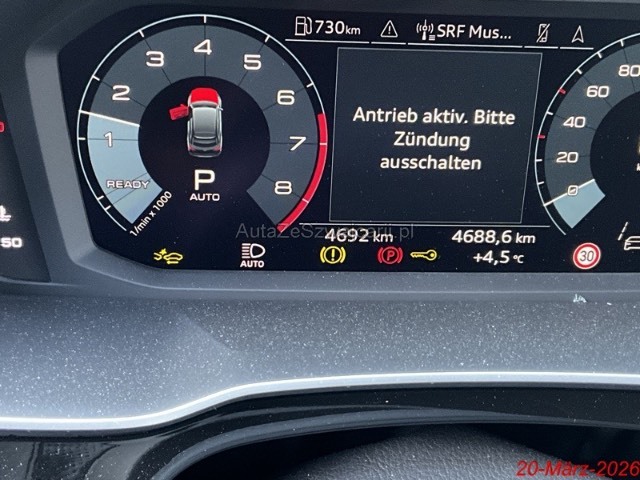 730km
SRF Mus...
1
2
3
4
5
6
7
8
READY
1/min x 1000
P
AUTO
Antrieb aktiv. Bitte
Zündung
ausschalten
80
60
40
20
0
50
AutaZeSzwajcarii.pl
4692 km
4688,6 km
AUTO
+4,5 °C
30
20-März-2026